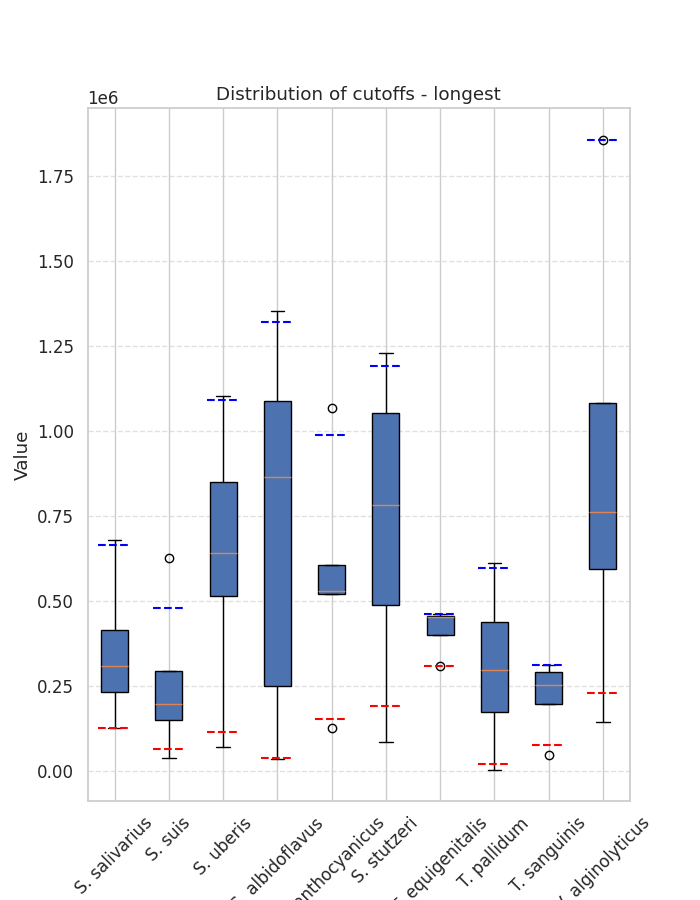 Distribution of cutoffs - longest
1e6
1.75
1.50
1.25
1.00
0.75
0.50
0.25
0.00
Value
S. salivarius
S. suis
S. uberis
albidoflavus
S. stutzeri
equigenitalis
T. pallidum
T. sanguinis
alginolyticus